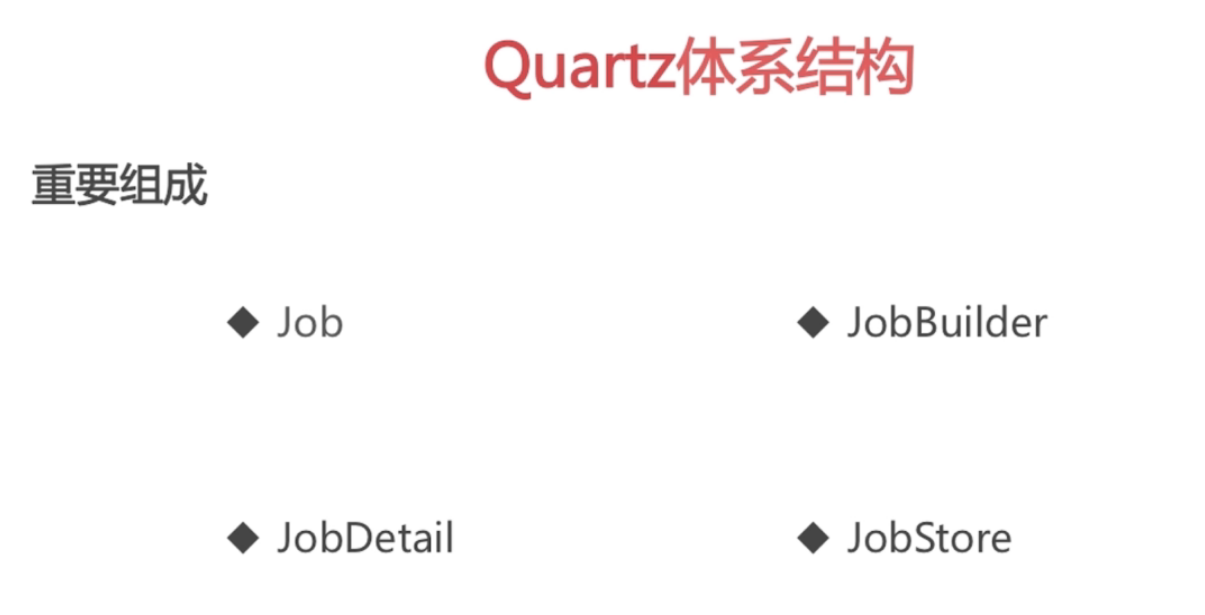 Quartz体系结构
重要组成
◆ Job
◆ JobBuilder
◆ JobDetail
◆ JobStore